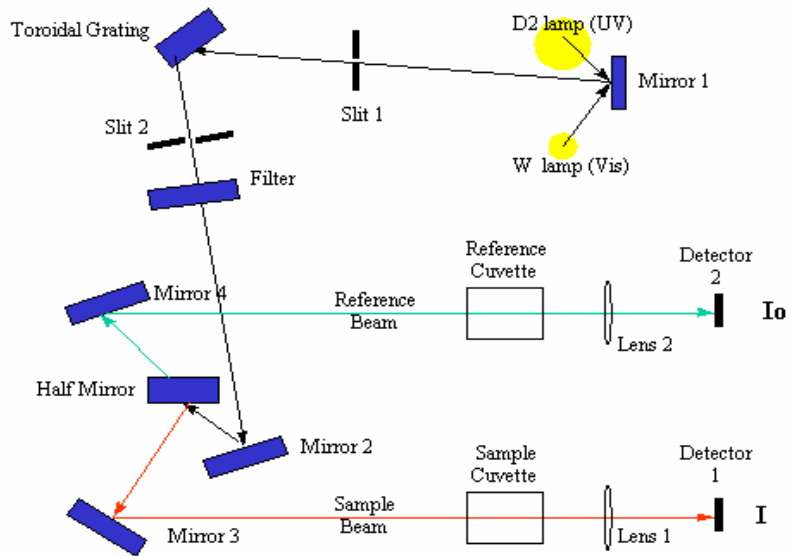 Toroidal Grating
D2 lamp (UV)
Mirror 1
Slit 1
Slit 2
W lamp (Vis)
Filter
Reference
Cuvette
Detector
2
Mirror 4
Reference
Beam
Io
Lens 2
Half Mirror
Mirror 2
Sample
Cuvette
Detector
1
Sample
Beam
I
Lens 1
Mirror 3